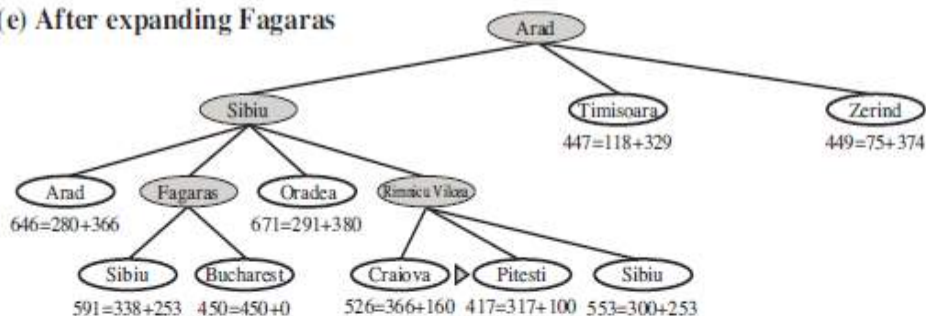 (e) After expanding Fagaras
Arad
Sibiu Timisoara Zerind
447=118+329 449=75+374
Arad Fagaras Oradea Rimnicu Vilcea
646=280+366 671=291+380
Sibiu Bucharest Craiova Pitesti Sibiu
591=338+253 450=450+0 526=366+160 417=317+100 553=300+253